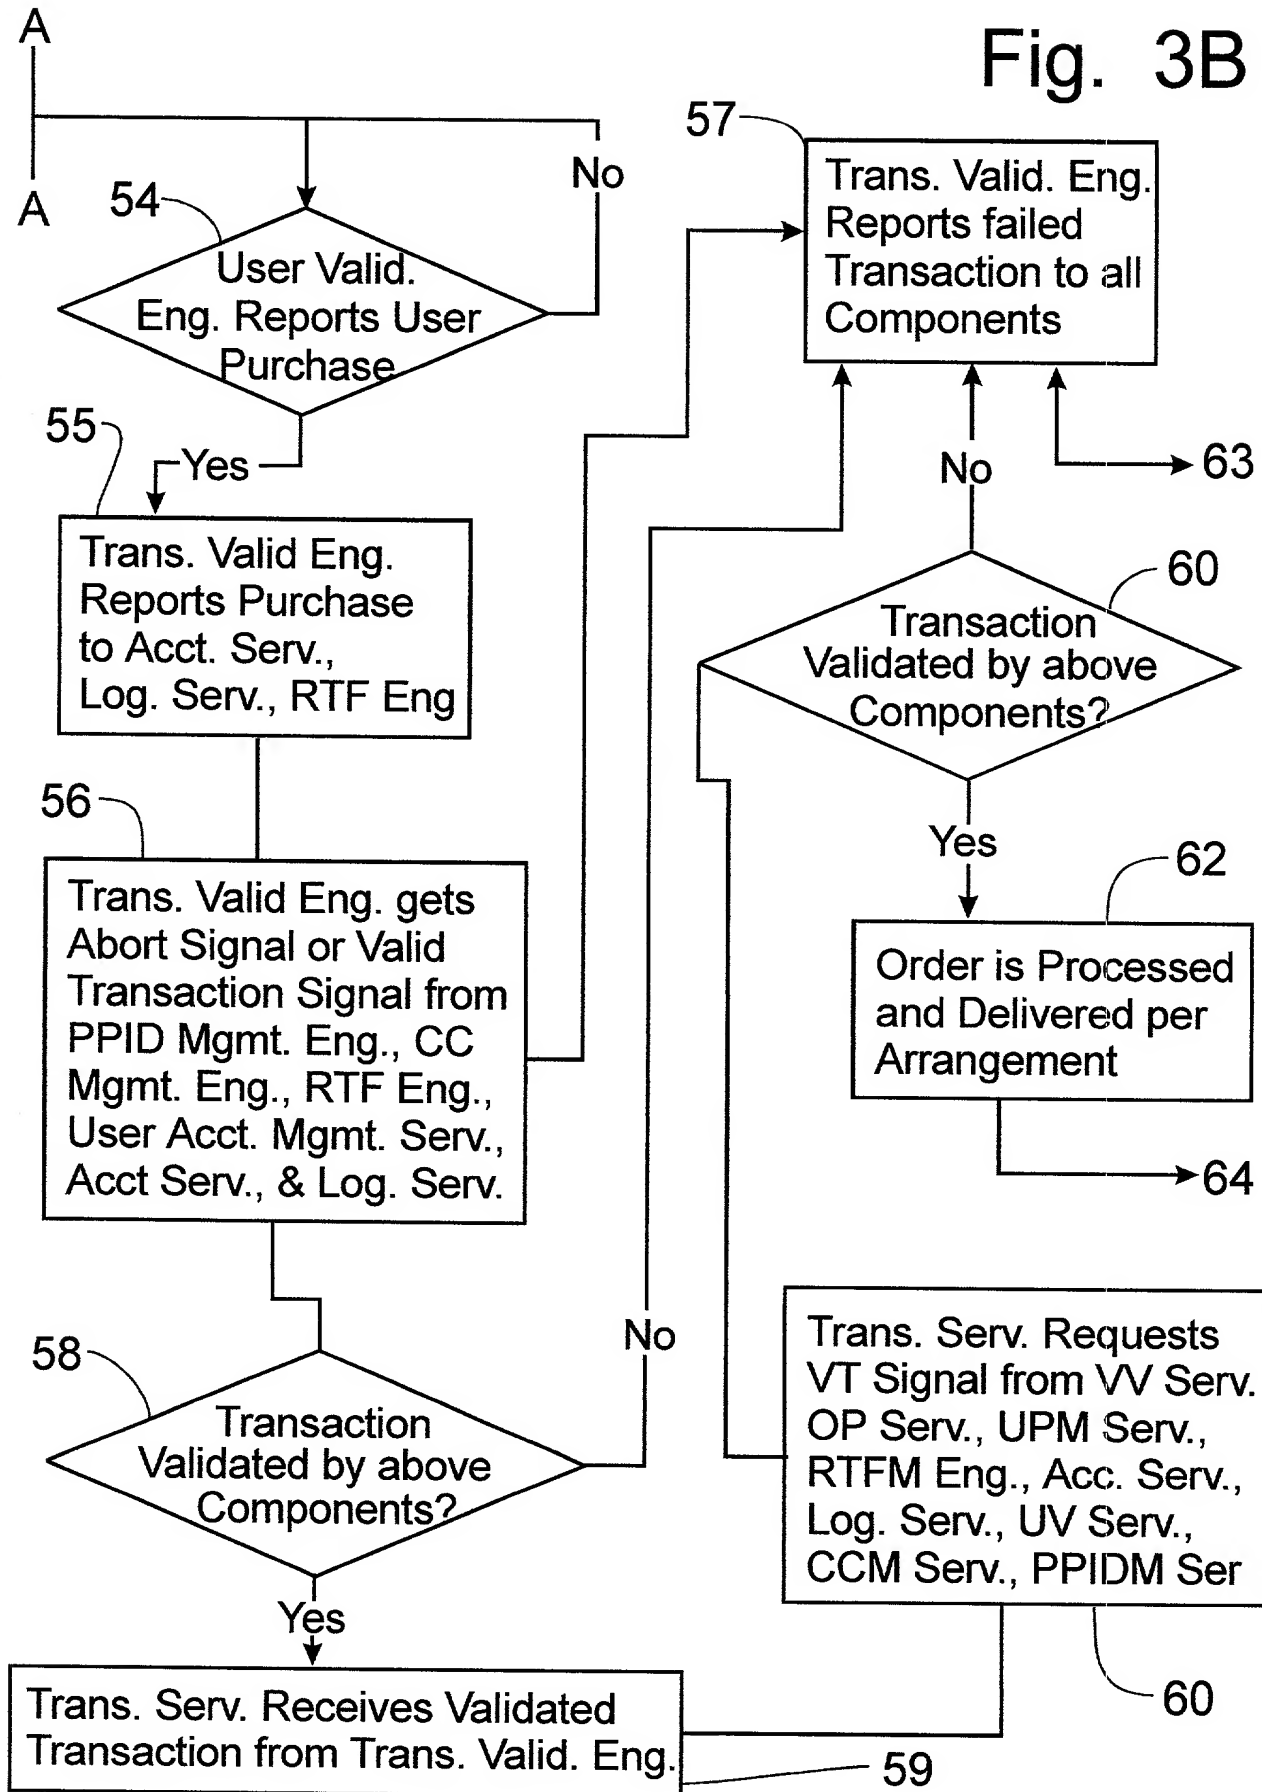 Fig. 3B
A
A
54
User Valid.
Eng. Reports User
Purchase
No
Yes
55
Trans. Valid Eng.
Reports Purchase
to Acct. Serv.,
Log. Serv., RTF Eng
56
Trans. Valid Eng. gets
Abort Signal or Valid
Transaction Signal from
PPID Mgmt. Eng., CC
Mgmt. Eng., RTF Eng.,
User Acct. Mgmt. Serv.,
Acct Serv., & Log. Serv.
58
Transaction
Validated by above
Components?
No
Yes
Trans. Serv. Receives Validated
Transaction from Trans. Valid. Eng.
59
57
Trans. Valid. Eng.
Reports failed
Transaction to all
Components
63
No
60
Transaction
Validated by above
Components?
Yes
62
Order is Processed
and Delivered per
Arrangement
64
Trans. Serv. Requests
VT Signal from VV Serv.
OP Serv., UPM Serv.,
RTFM Eng., Acc. Serv.,
Log. Serv., UV Serv.,
CCM Serv., PPIDM Ser
60